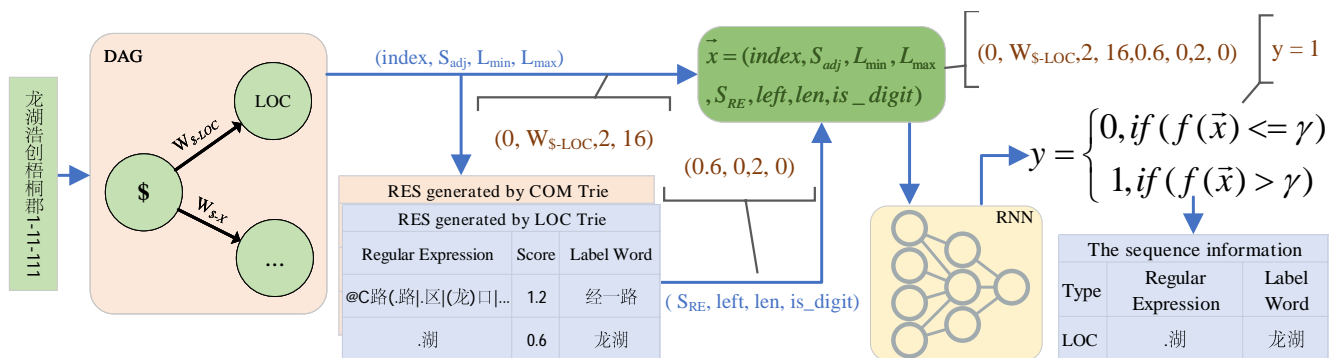 龙湖浩创梧桐郡1-11-111
DAG
LOC
W$-LOC
$
W$-X
...
(index, Sadj, Lmin, Lmax)
(0, W$-LOC,2, 16)
RES generated by COM Trie
RES generated by LOC Trie
Regular Expression Score Label Word
@C路(.路|.区|(龙)口|... 1.2 经一路
.湖 0.6 龙湖
(0.6, 0,2, 0)
( SRE, left, len, is_digit)
x = (index, Sadj, Lmin, Lmax
, SRE, left, len, is_digit)
(0, W$-LOC,2, 16,0.6, 0,2, 0)
y = 1
RNN
y = {0, if (f(x) <= γ)
1, if (f(x) > γ)
The sequence information
Type Regular Expression Label Word
LOC .湖 龙湖